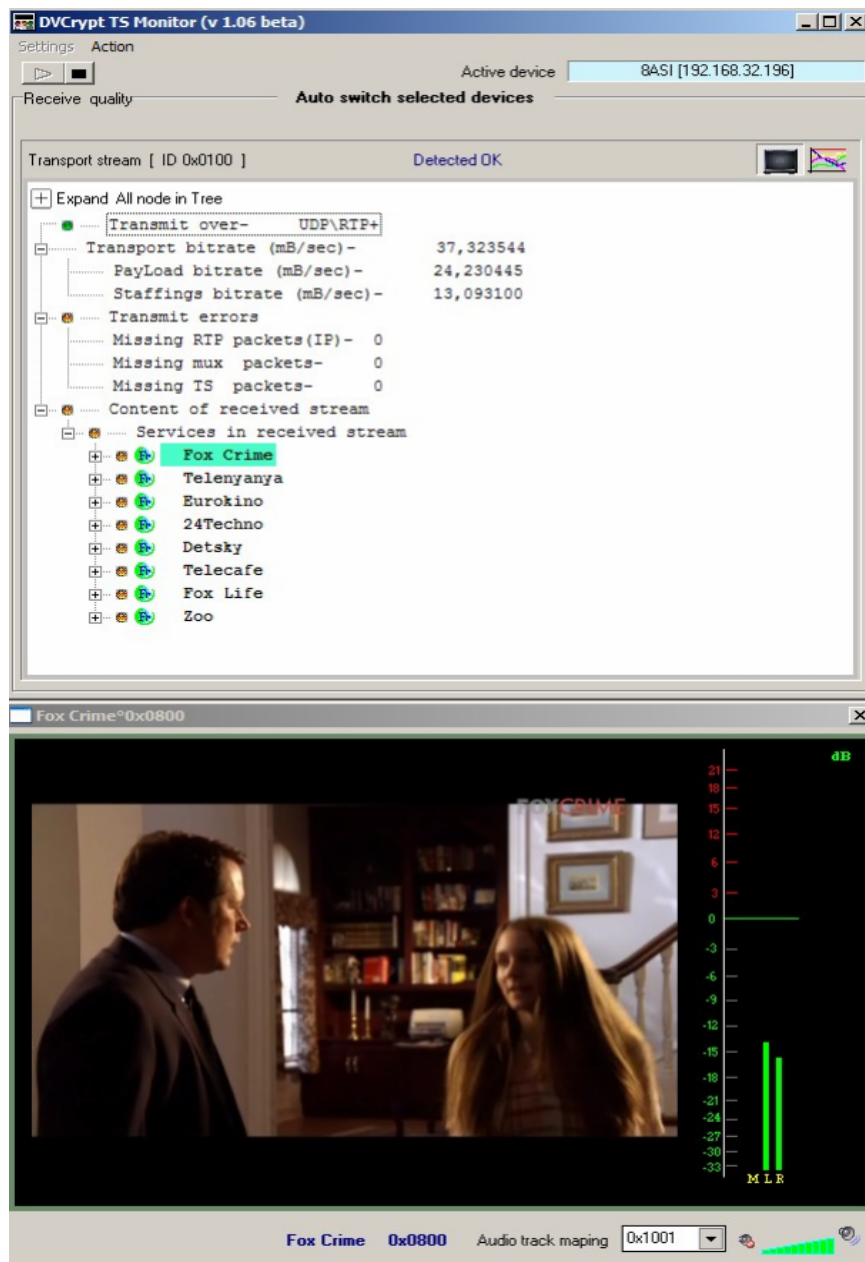 DVCrypt TS Monitor (v 1.06 beta)
Settings Action
Active device 8ASI [192.168.32.196]
Receive quality Auto switch selected devices
Transport stream [ ID 0x0100 ] Detected OK
Expand All node in Tree
Transmit over- UDP\RTP+
Transport bitrate (mB/sec)- 37,323544
PayLoad bitrate (mB/sec)- 24,230445
Staffings bitrate (mB/sec)- 13,093100
Transmit errors
Missing RTP packets(IP)- 0
Missing mux packets- 0
Missing TS packets- 0
Content of received stream
Services in received stream
Fox Crime
Telenyanya
Eurokino
24Techno
Detsky
Telecafe
Fox Life
Zoo
Fox Crime°0x0800
dB
21
18
FOXCRIME
15
12
6
3
0
-3
-6
-9
-12
-15
-18
-21
-24
-27
-30
-33
M L R
Fox Crime 0x0800 Audio track maping 0x1001